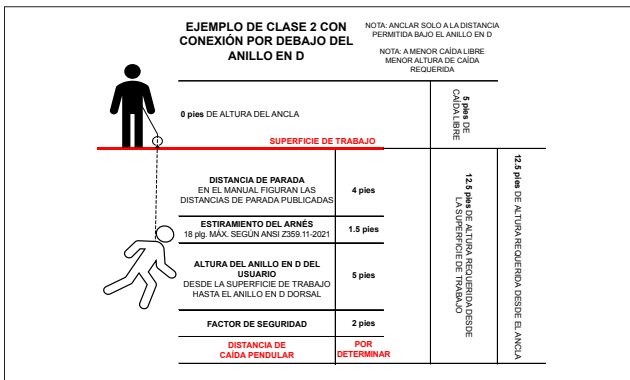 EJEMPLO DE CLASE 2 CON
CONEXIÓN POR DEBAJO DEL
ANILLO EN D
NOTA: ANCLAR SOLO A LA DISTANCIA
PERMITIDA BAJO EL ANILLO EN D
NOTA: A MENOR CAÍDA LIBRE
MENOR ALTURA DE CAÍDA
REQUERIDA
0 pies DE ALTURA DEL ANCLA
5 pies DE
CAÍDA LIBRE
SUPERFICIE DE TRABAJO
DISTANCIA DE PARADA
EN EL MANUAL FIGURAN LAS
DISTANCIAS DE PARADA PUBLICADAS
4 pies
ESTIRAMIENTO DEL ARNÉS
18 plg. MÁX. SEGÚN ANSI Z359.11-2021
1.5 pies
ALTURA DEL ANILLO EN D DEL
USUARIO
DESDE LA SUPERFICIE DE TRABAJO
HASTA EL ANILLO EN D DORSAL
5 pies
FACTOR DE SEGURIDAD
2 pies
DISTANCIA DE
CAÍDA PENDULAR
POR
DETERMINAR
12.5 pies DE ALTURA REQUERIDA DESDE
LA SUPERFICIE DE TRABAJO
12.5 pies DE ALTURA REQUERIDA DESDE EL ANCLA